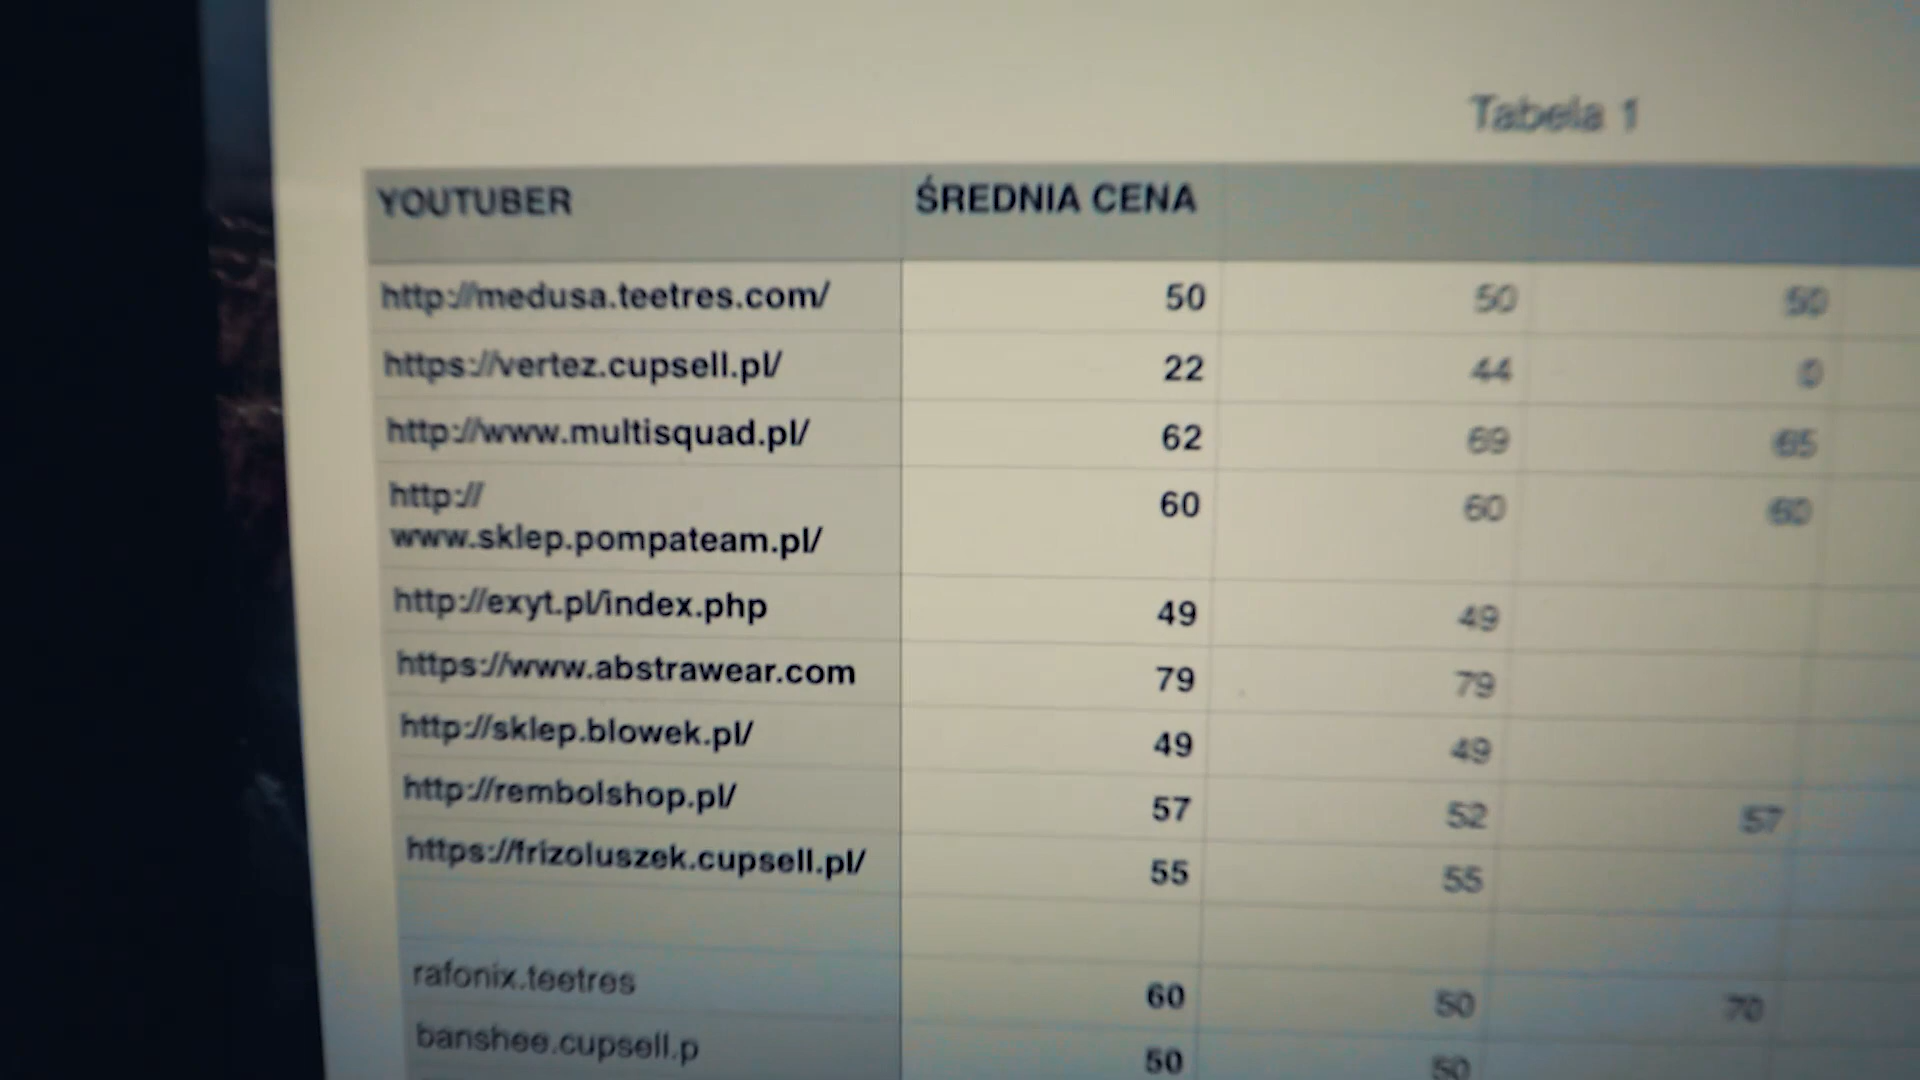 Tabela 1
YOUTUBER ŚREDNIA CENA
http://medusa.teetres.com/ 50 50 50
https://vertez.cupsell.pl/ 22 44 0
http://www.multisquad.pl/ 62 69 65
http://
www.sklep.pompateam.pl/ 60 60 60
http://exyt.pl/index.php 49 49
https://www.abstrawear.com 79 79
http://sklep.blowek.pl/ 49 49
http://rembolshop.pl/ 57 52 57
https://frizoluszek.cupsell.pl/ 55 55
rafonix.teetres 60 50 70
banshee.cupsell.p 50 50